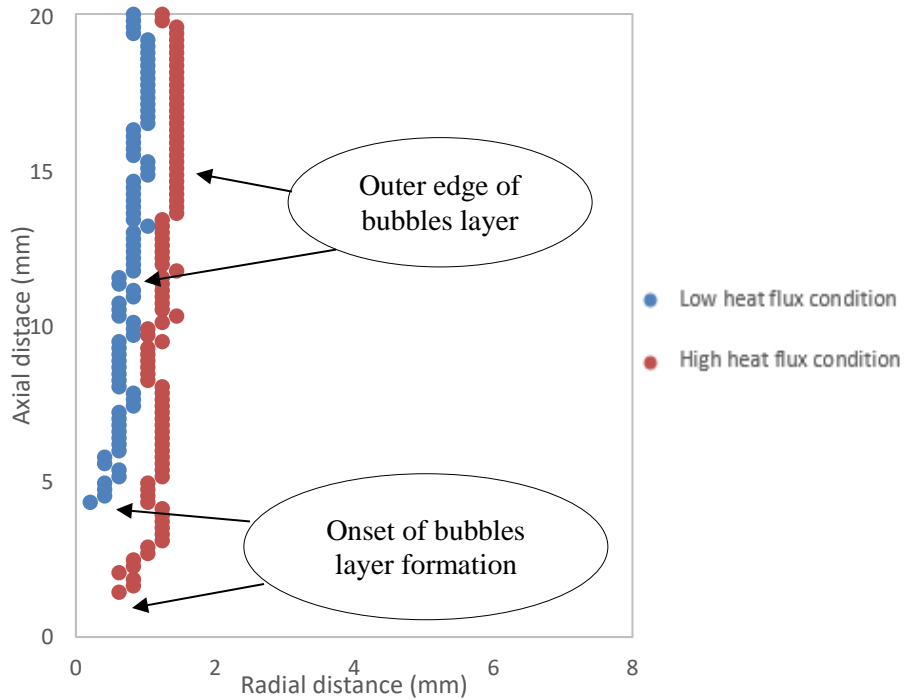 20
15
10
5
0
Axial distace (mm)
0
2
4
6
8
Radial distance (mm)
Outer edge of
bubbles layer
Onset of bubbles
layer formation
Low heat flux condition
High heat flux condition